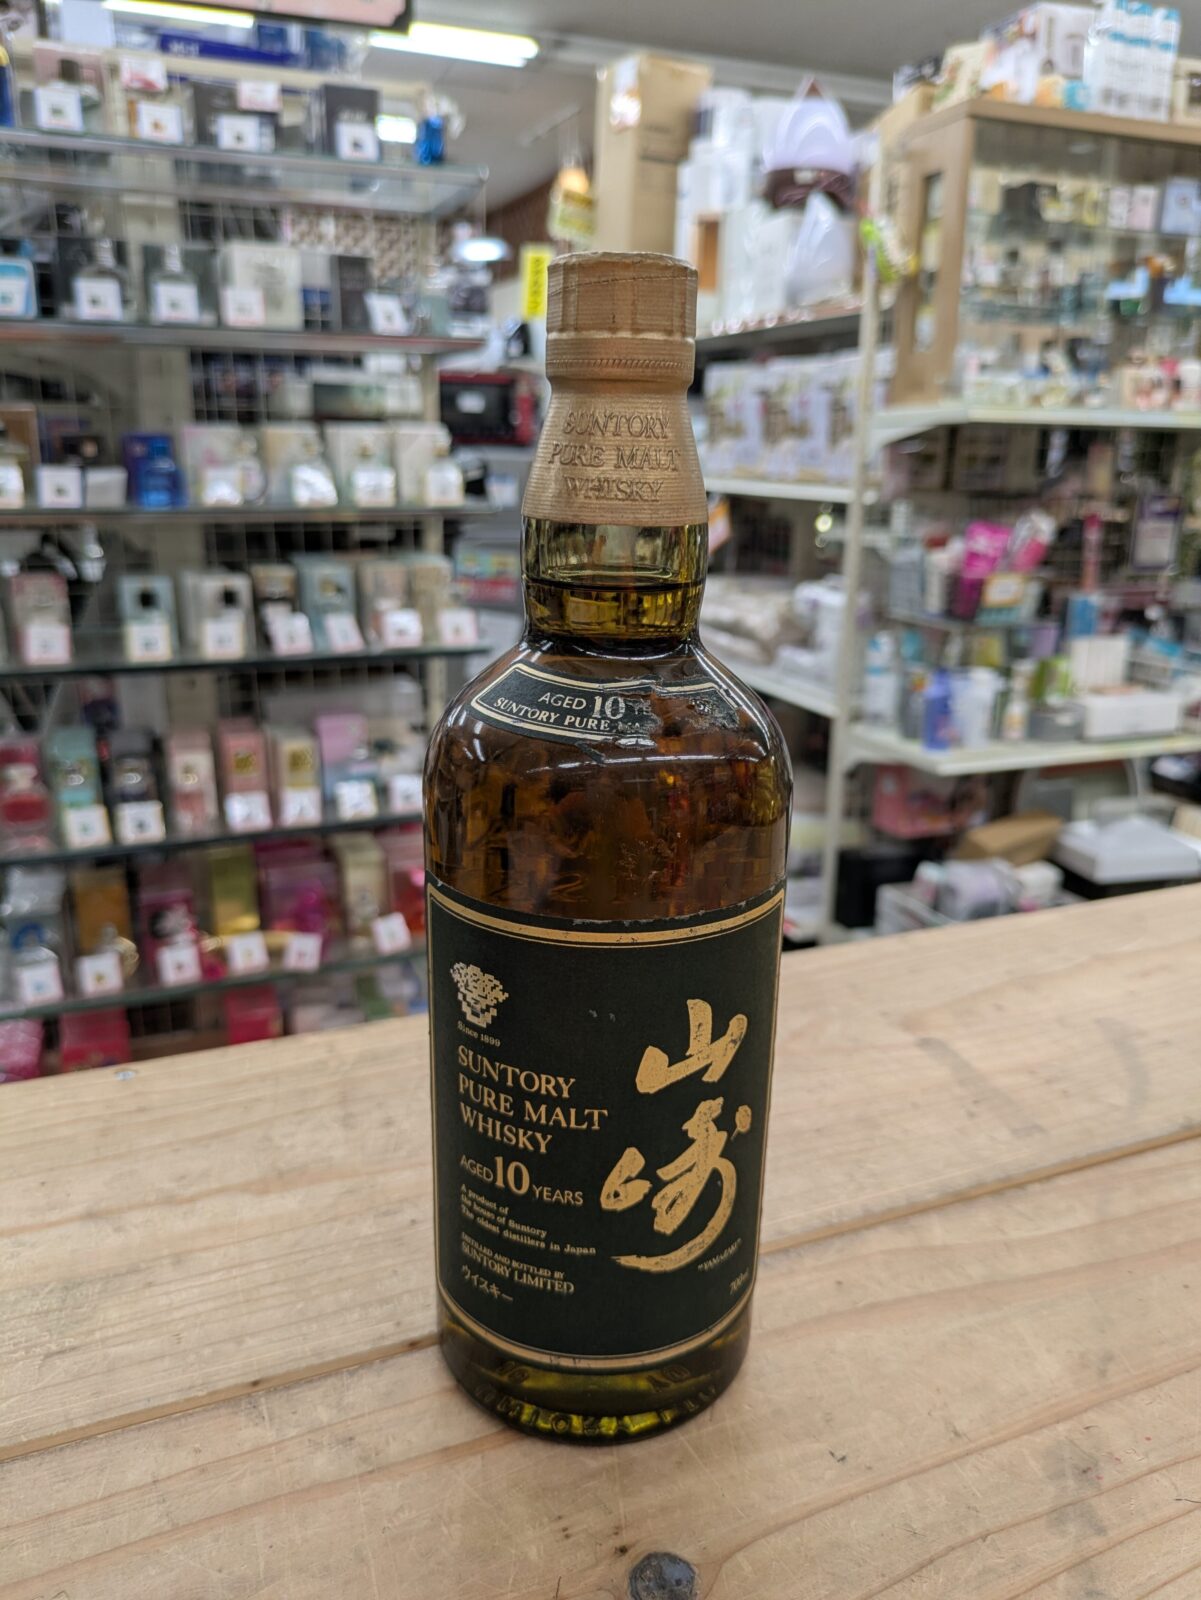 SUNTORY
PURE MALT
WHISKY
AGED 10 YE
SUNTORY PURE MA
Since 1899
SUNTORY
PURE MALT
WHISKY
AGED 10 YEARS
A product of
the house of Suntory
The oldest distillers in Japan
DISTILLED AND BOTTLED BY
SUNTORY LIMITED
ウイスキー
山崎
"YAMAZAKI"
700ml